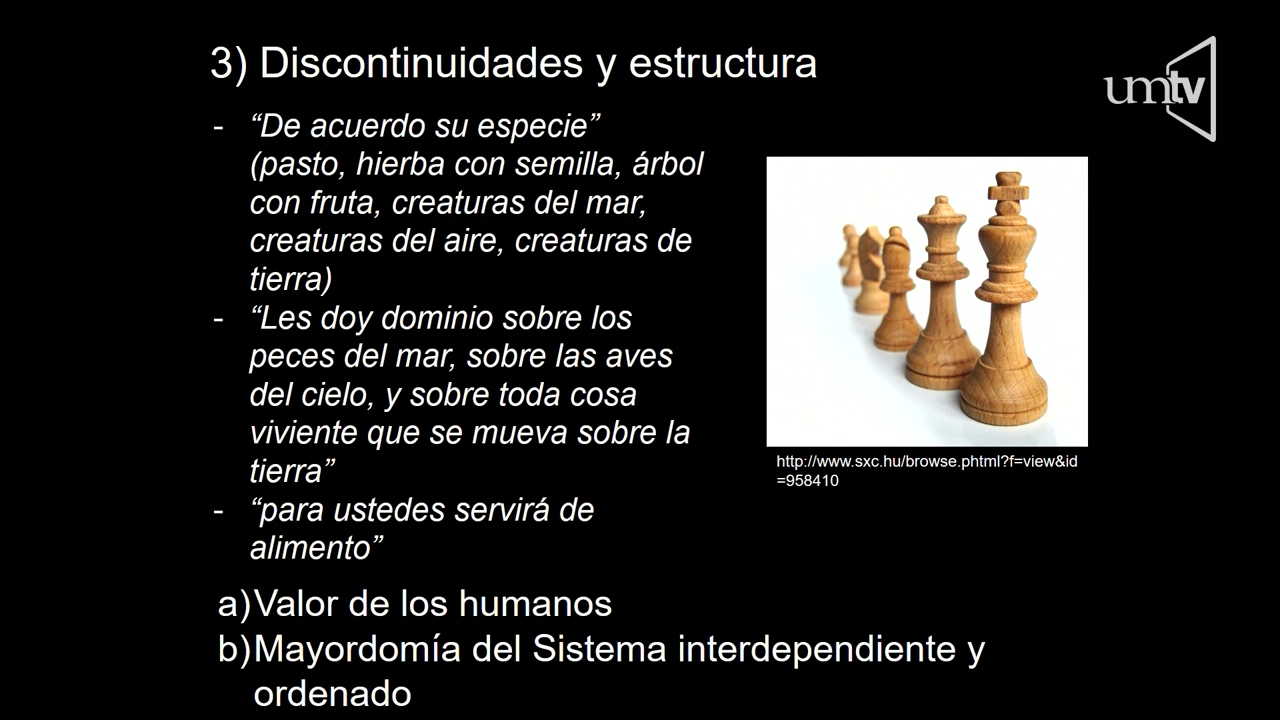 3) Discontinuidades y estructura
umtv
- “De acuerdo su especie”
(pasto, hierba con semilla, árbol
con fruta, creaturas del mar,
creaturas del aire, creaturas de
tierra)
- “Les doy dominio sobre los
peces del mar, sobre las aves
del cielo, y sobre toda cosa
viviente que se mueva sobre la
tierra”
- “para ustedes servirá de
alimento”
http://www.sxc.hu/browse.phtml?f=view&id
=958410
a)Valor de los humanos
b)Mayordomía del Sistema interdependiente y
ordenado